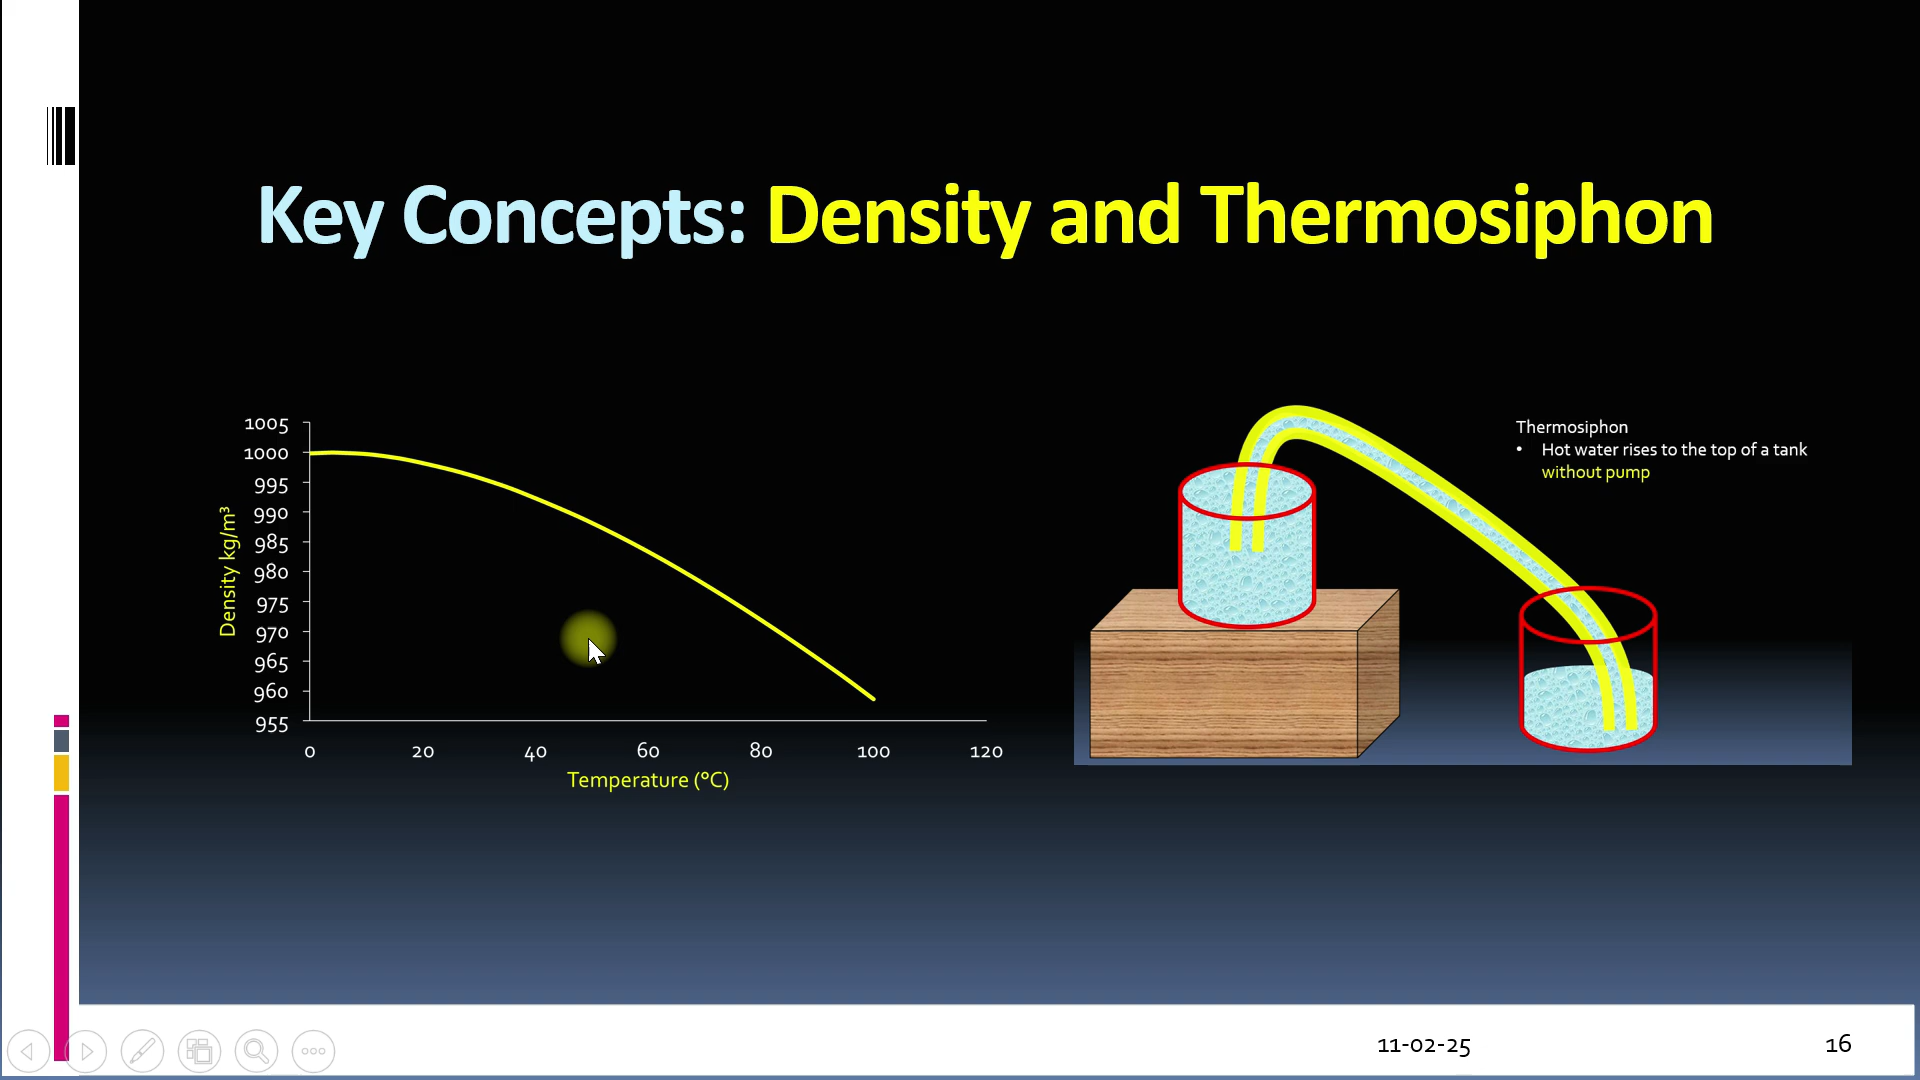 Key Concepts: Density and Thermosiphon
1005
1000
995
990
985
980
975
970
965
960
955
Density kg/m³
0 20 40 60 80 100 120
Temperature (°C)
Thermosiphon
• Hot water rises to the top of a tank
without pump
11-02-25
16